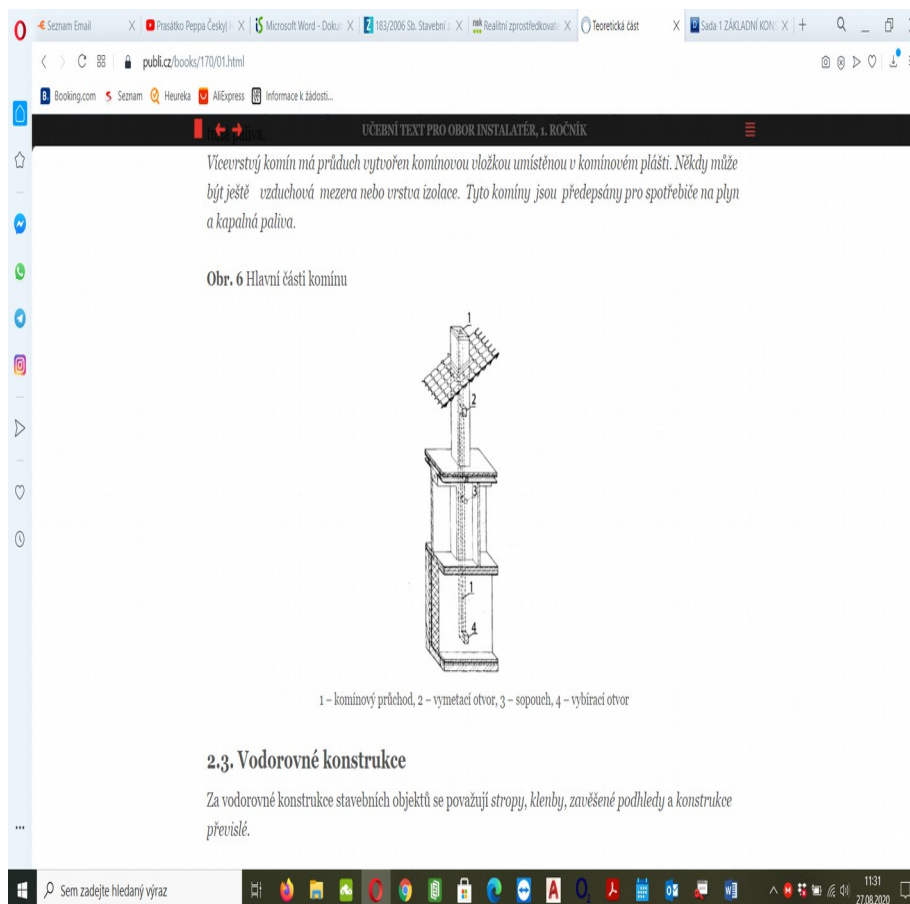 Seznam Email
Prasátko Peppa Český
Microsoft Word - Dokur
183/2006 Sb. Stavební z
Realitní zprostředkovate
Teoretická část
Sada 1 ZÁKLADNÍ KON
publi.cz/books/170/01.html
Booking.com
Seznam
Heureka
AliExpress
Informace k žádosti...
UČEBNÍ TEXT PRO OBOR INSTALATÉR, 1. ROČNÍK
paliva.
Vícevrstvý komín má průduch vytvořen komínovou vložkou umístěnou v komínovém plášti. Někdy může
být ještě vzduchová mezera nebo vrstva izolace. Tyto komíny jsou předepsány pro spotřebiče na plyn
a kapalná paliva.
Obr. 6 Hlavní části komínu
1
2
3
1
4
1 – komínový průchod, 2 – vymetací otvor, 3 – sopouch, 4 – vybírací otvor
2.3. Vodorovné konstrukce
Za vodorovné konstrukce stavebních objektů se považují stropy, klenby, zavěšené podhledy a konstrukce
převislé.
Sem zadejte hledaný výraz
11:31
27.08.2020